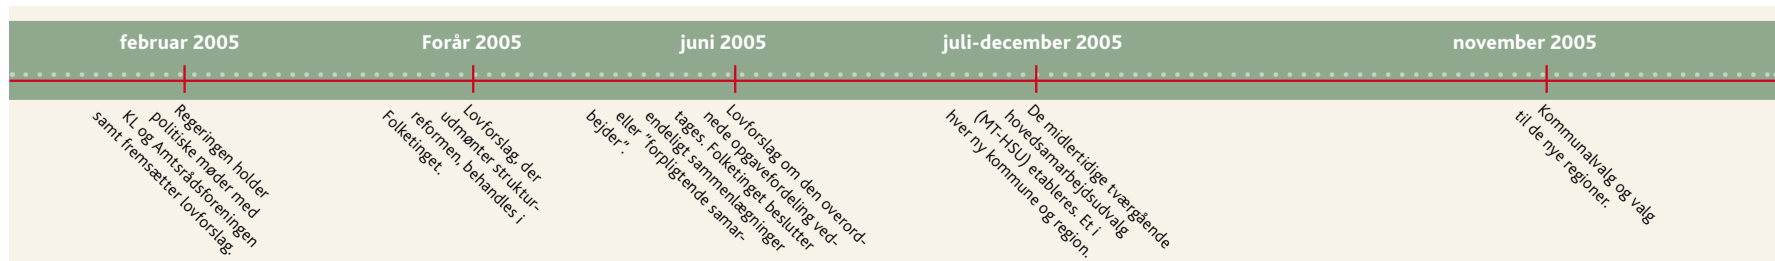 februar 2005
Regeringen holder
politiske møder med
KL og Amtsrådsforeningen
samt fremsætter lovforslag.
Forår 2005
Lovforslag, der
udmønter struktur-
reformen, behandles i
Folketinget.
juni 2005
Lovforslag om den overord-
nede opgavefordeling ved-
tages. Folketinget beslutter
endeligt sammenlægninger
eller "forpligtende samar-
bejder".
juli-december 2005
De midlertidige tværgående
hovedsamarbejdsudvalg
(MT-HSU) etableres. Et i
hver ny kommune og region.
november 2005
Kommunalvalg og valg
til de nye regioner.